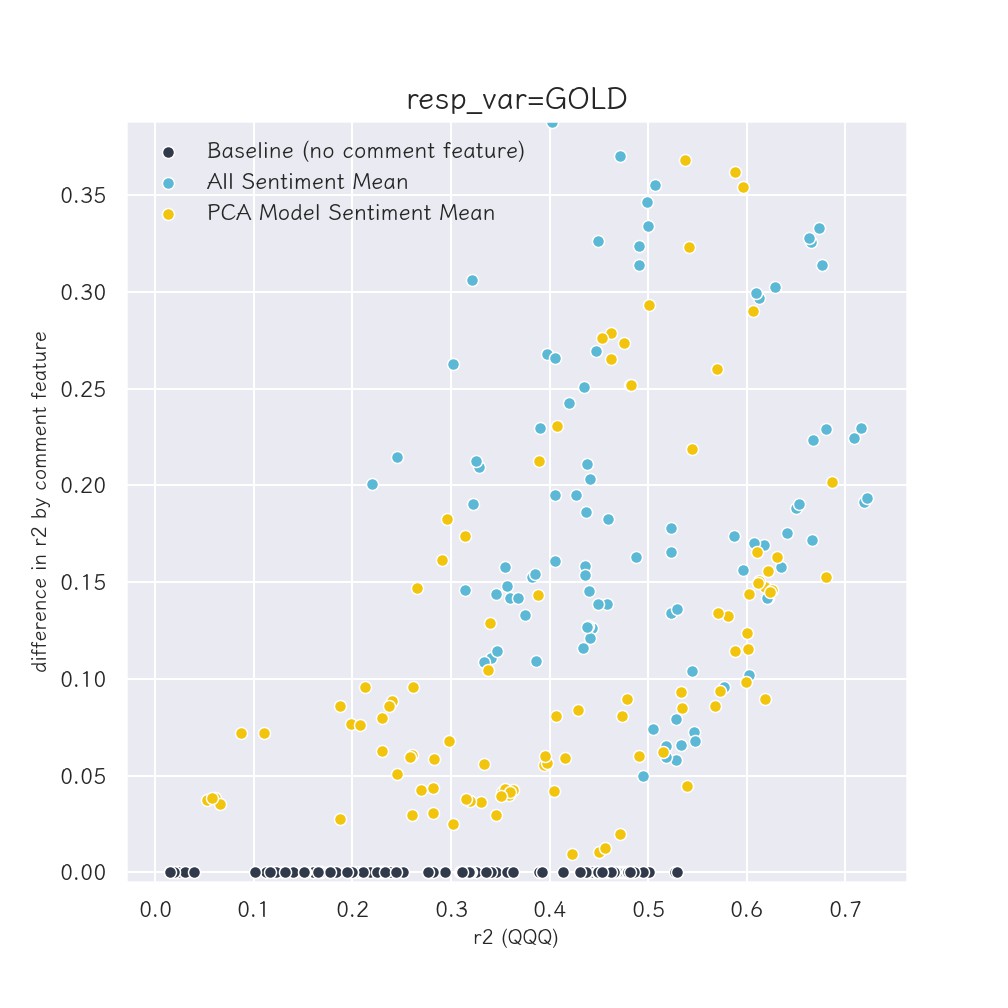 resp_var=GOLD
Baseline (no comment feature)
All Sentiment Mean
PCA Model Sentiment Mean
difference in r2 by comment feature
0.35
0.30
0.25
0.20
0.15
0.10
0.05
0.00
0.0 0.1 0.2 0.3 0.4 0.5 0.6 0.7
r2 (QQQ)